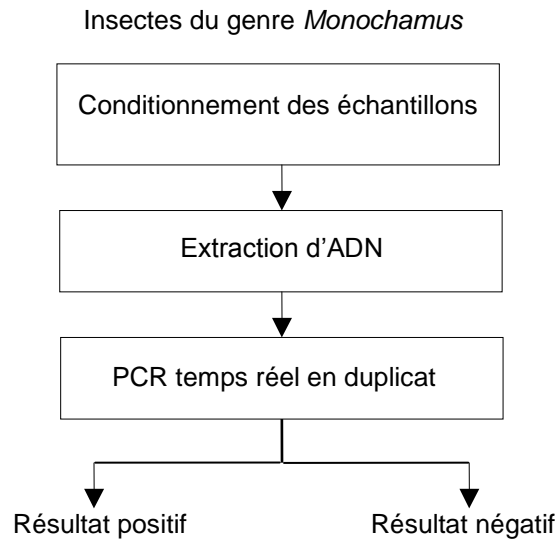 Insectes du genre Monochamus
Conditionnement des échantillons
Extraction d’ADN
PCR temps réel en duplicat
Résultat positif
Résultat négatif